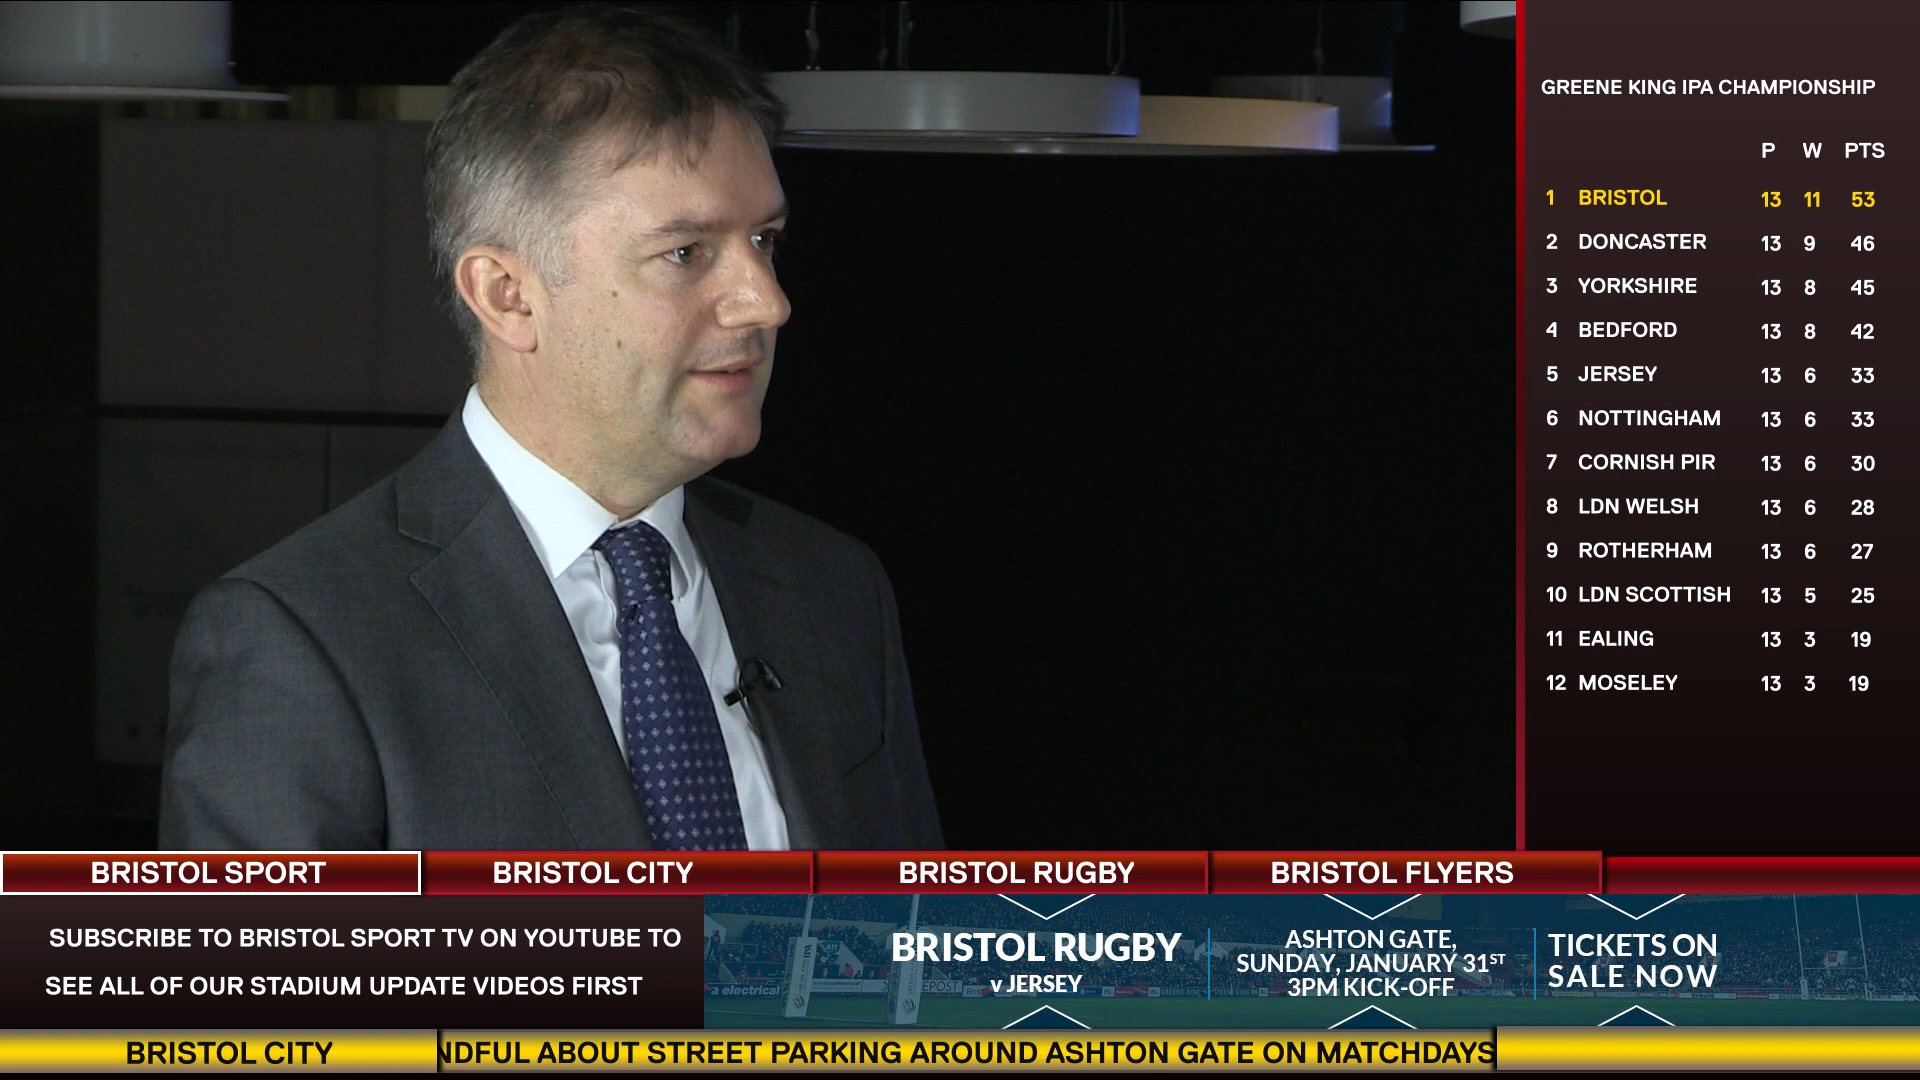 GREENE KING IPA CHAMPIONSHIP
P W PTS
1 BRISTOL 13 11 53
2 DONCASTER 13 9 46
3 YORKSHIRE 13 8 45
4 BEDFORD 13 8 42
5 JERSEY 13 6 33
6 NOTTINGHAM 13 6 33
7 CORNISH PIR 13 6 30
8 LDN WELSH 13 6 28
9 ROTHERHAM 13 6 27
10 LDN SCOTTISH 13 5 25
11 EALING 13 3 19
12 MOSELEY 13 3 19
BRISTOL SPORT
BRISTOL CITY
BRISTOL RUGBY
BRISTOL FLYERS
SUBSCRIBE TO BRISTOL SPORT TV ON YOUTUBE TO
SEE ALL OF OUR STADIUM UPDATE VIDEOS FIRST
BRISTOL RUGBY
v JERSEY
ASHTON GATE,
SUNDAY, JANUARY 31ST
3PM KICK-OFF
TICKETS ON
SALE NOW
a electrical
BRISTOL CITY
NDFUL ABOUT STREET PARKING AROUND ASHTON GATE ON MATCHDAYS